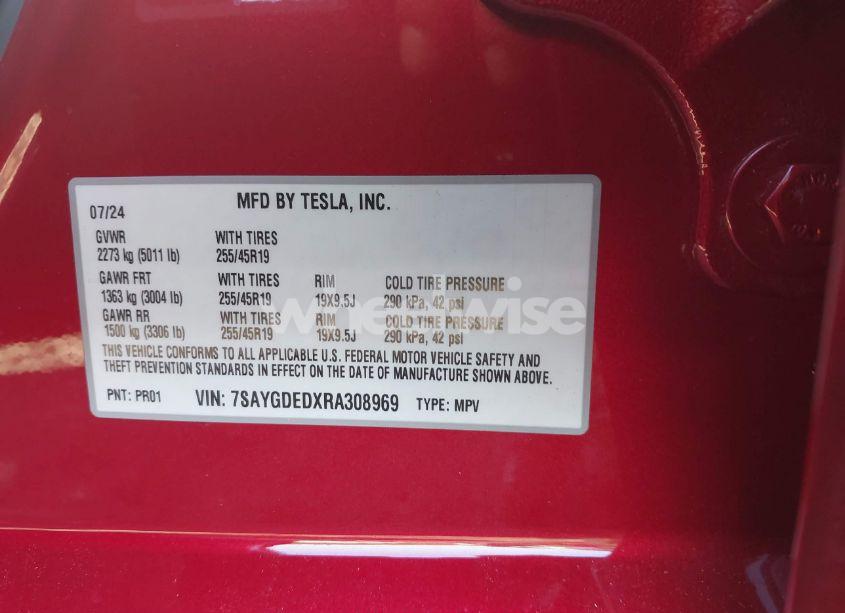 MFD BY TESLA, INC.
07/24
GVWR WITH TIRES
2273 kg (5011 lb) 255/45R19
GAWR FRT WITH TIRES RIM COLD TIRE PRESSURE
1363 kg (3004 lb) 255/45R19 19X9.5J 290 kPa, 42 psi
GAWR RR WITH TIRES RIM COLD TIRE PRESSURE
1500 kg (3306 lb) 255/45R19 19X9.5J 290 kPa, 42 psi
THIS VEHICLE CONFORMS TO ALL APPLICABLE U.S. FEDERAL MOTOR VEHICLE SAFETY AND
THEFT PREVENTION STANDARDS IN EFFECT ON THE DATE OF MANUFACTURE SHOWN ABOVE.
PNT: PR01 VIN: 7SAYGDEDXRA308969 TYPE: MPV
wheelwise